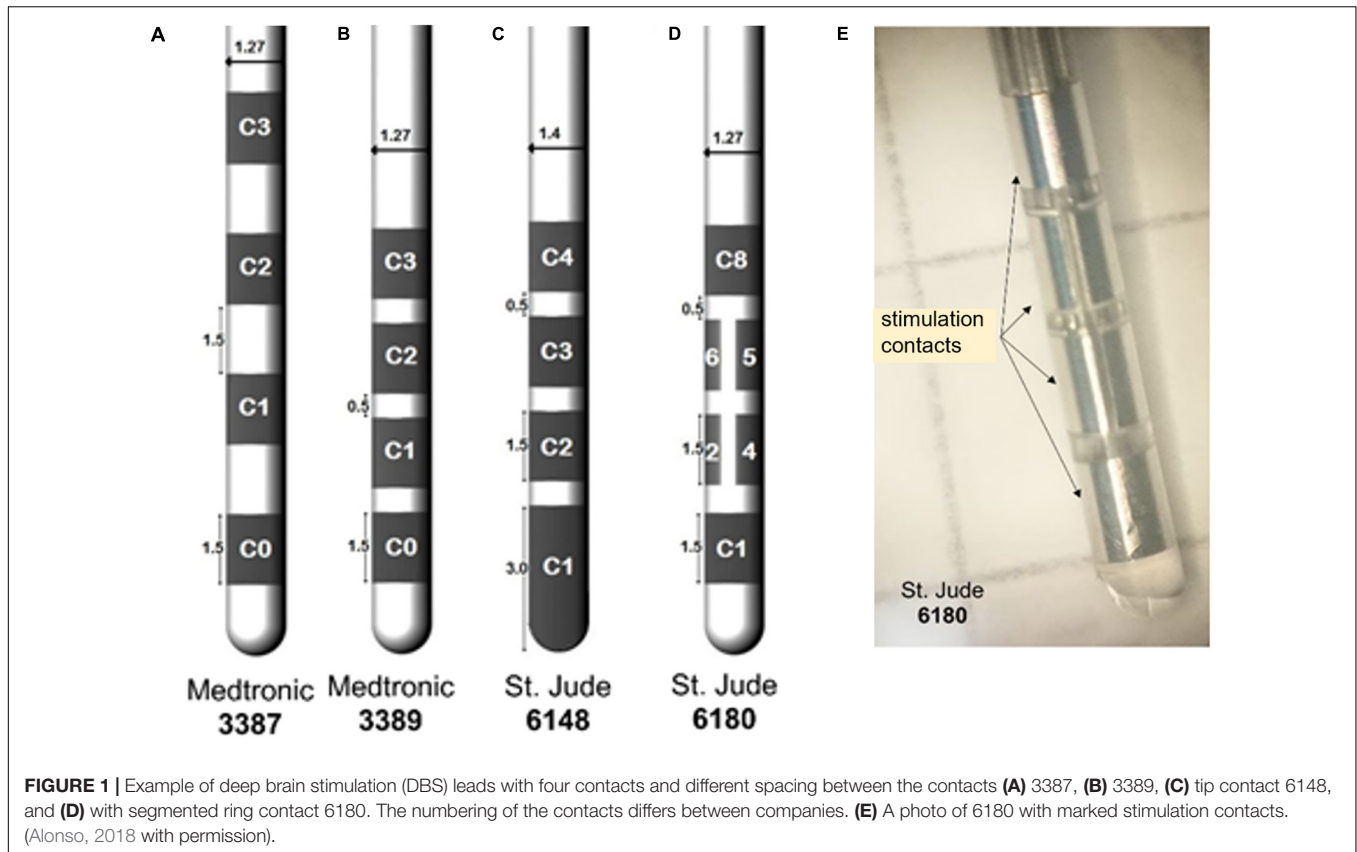 A
1.27
C3
C2
1.5
C1
1.5
C0
Medtronic
3387
B
1.27
C3
C2
0.5
C1
1.5
C0
Medtronic
3389
C
1.4
C4
0.5
C3
1.5
C2
3.0
C1
St. Jude
6148
D
1.27
C8
0.5
6 5
1.5
2 4
1.5
C1
St. Jude
6180
E
stimulation
contacts
St. Jude
6180
FIGURE 1 | Example of deep brain stimulation (DBS) leads with four contacts and different spacing between the contacts (A) 3387, (B) 3389, (C) tip contact 6148,
and (D) with segmented ring contact 6180. The numbering of the contacts differs between companies. (E) A photo of 6180 with marked stimulation contacts.
(Alonso, 2018 with permission).